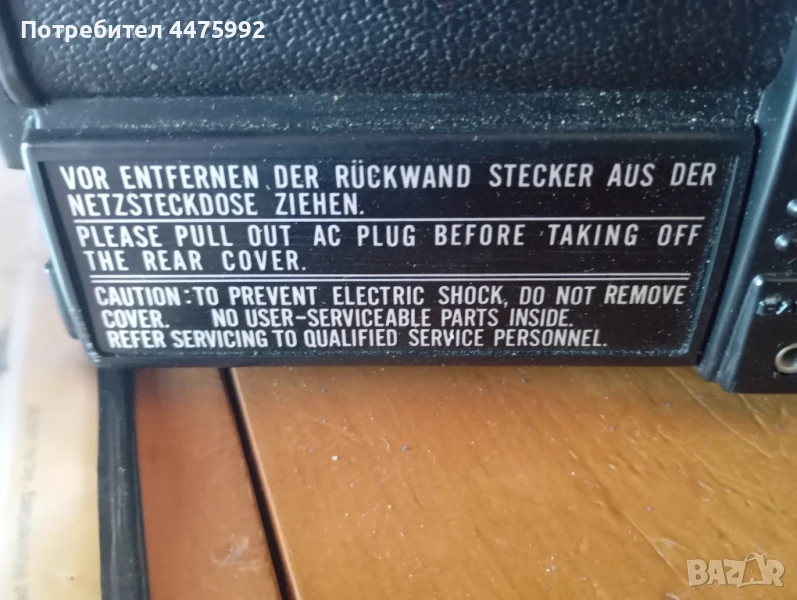 Потребител 4475992
VOR ENTFERNEN DER RÜCKWAND STECKER AUS DER
NETZSTECKDOSE ZIEHEN.
PLEASE PULL OUT AC PLUG BEFORE TAKING OFF
THE REAR COVER.
CAUTION: TO PREVENT ELECTRIC SHOCK, DO NOT REMOVE
COVER. NO USER-SERVICEABLE PARTS INSIDE.
REFER SERVICING TO QUALIFIED SERVICE PERSONNEL.
BAZAR